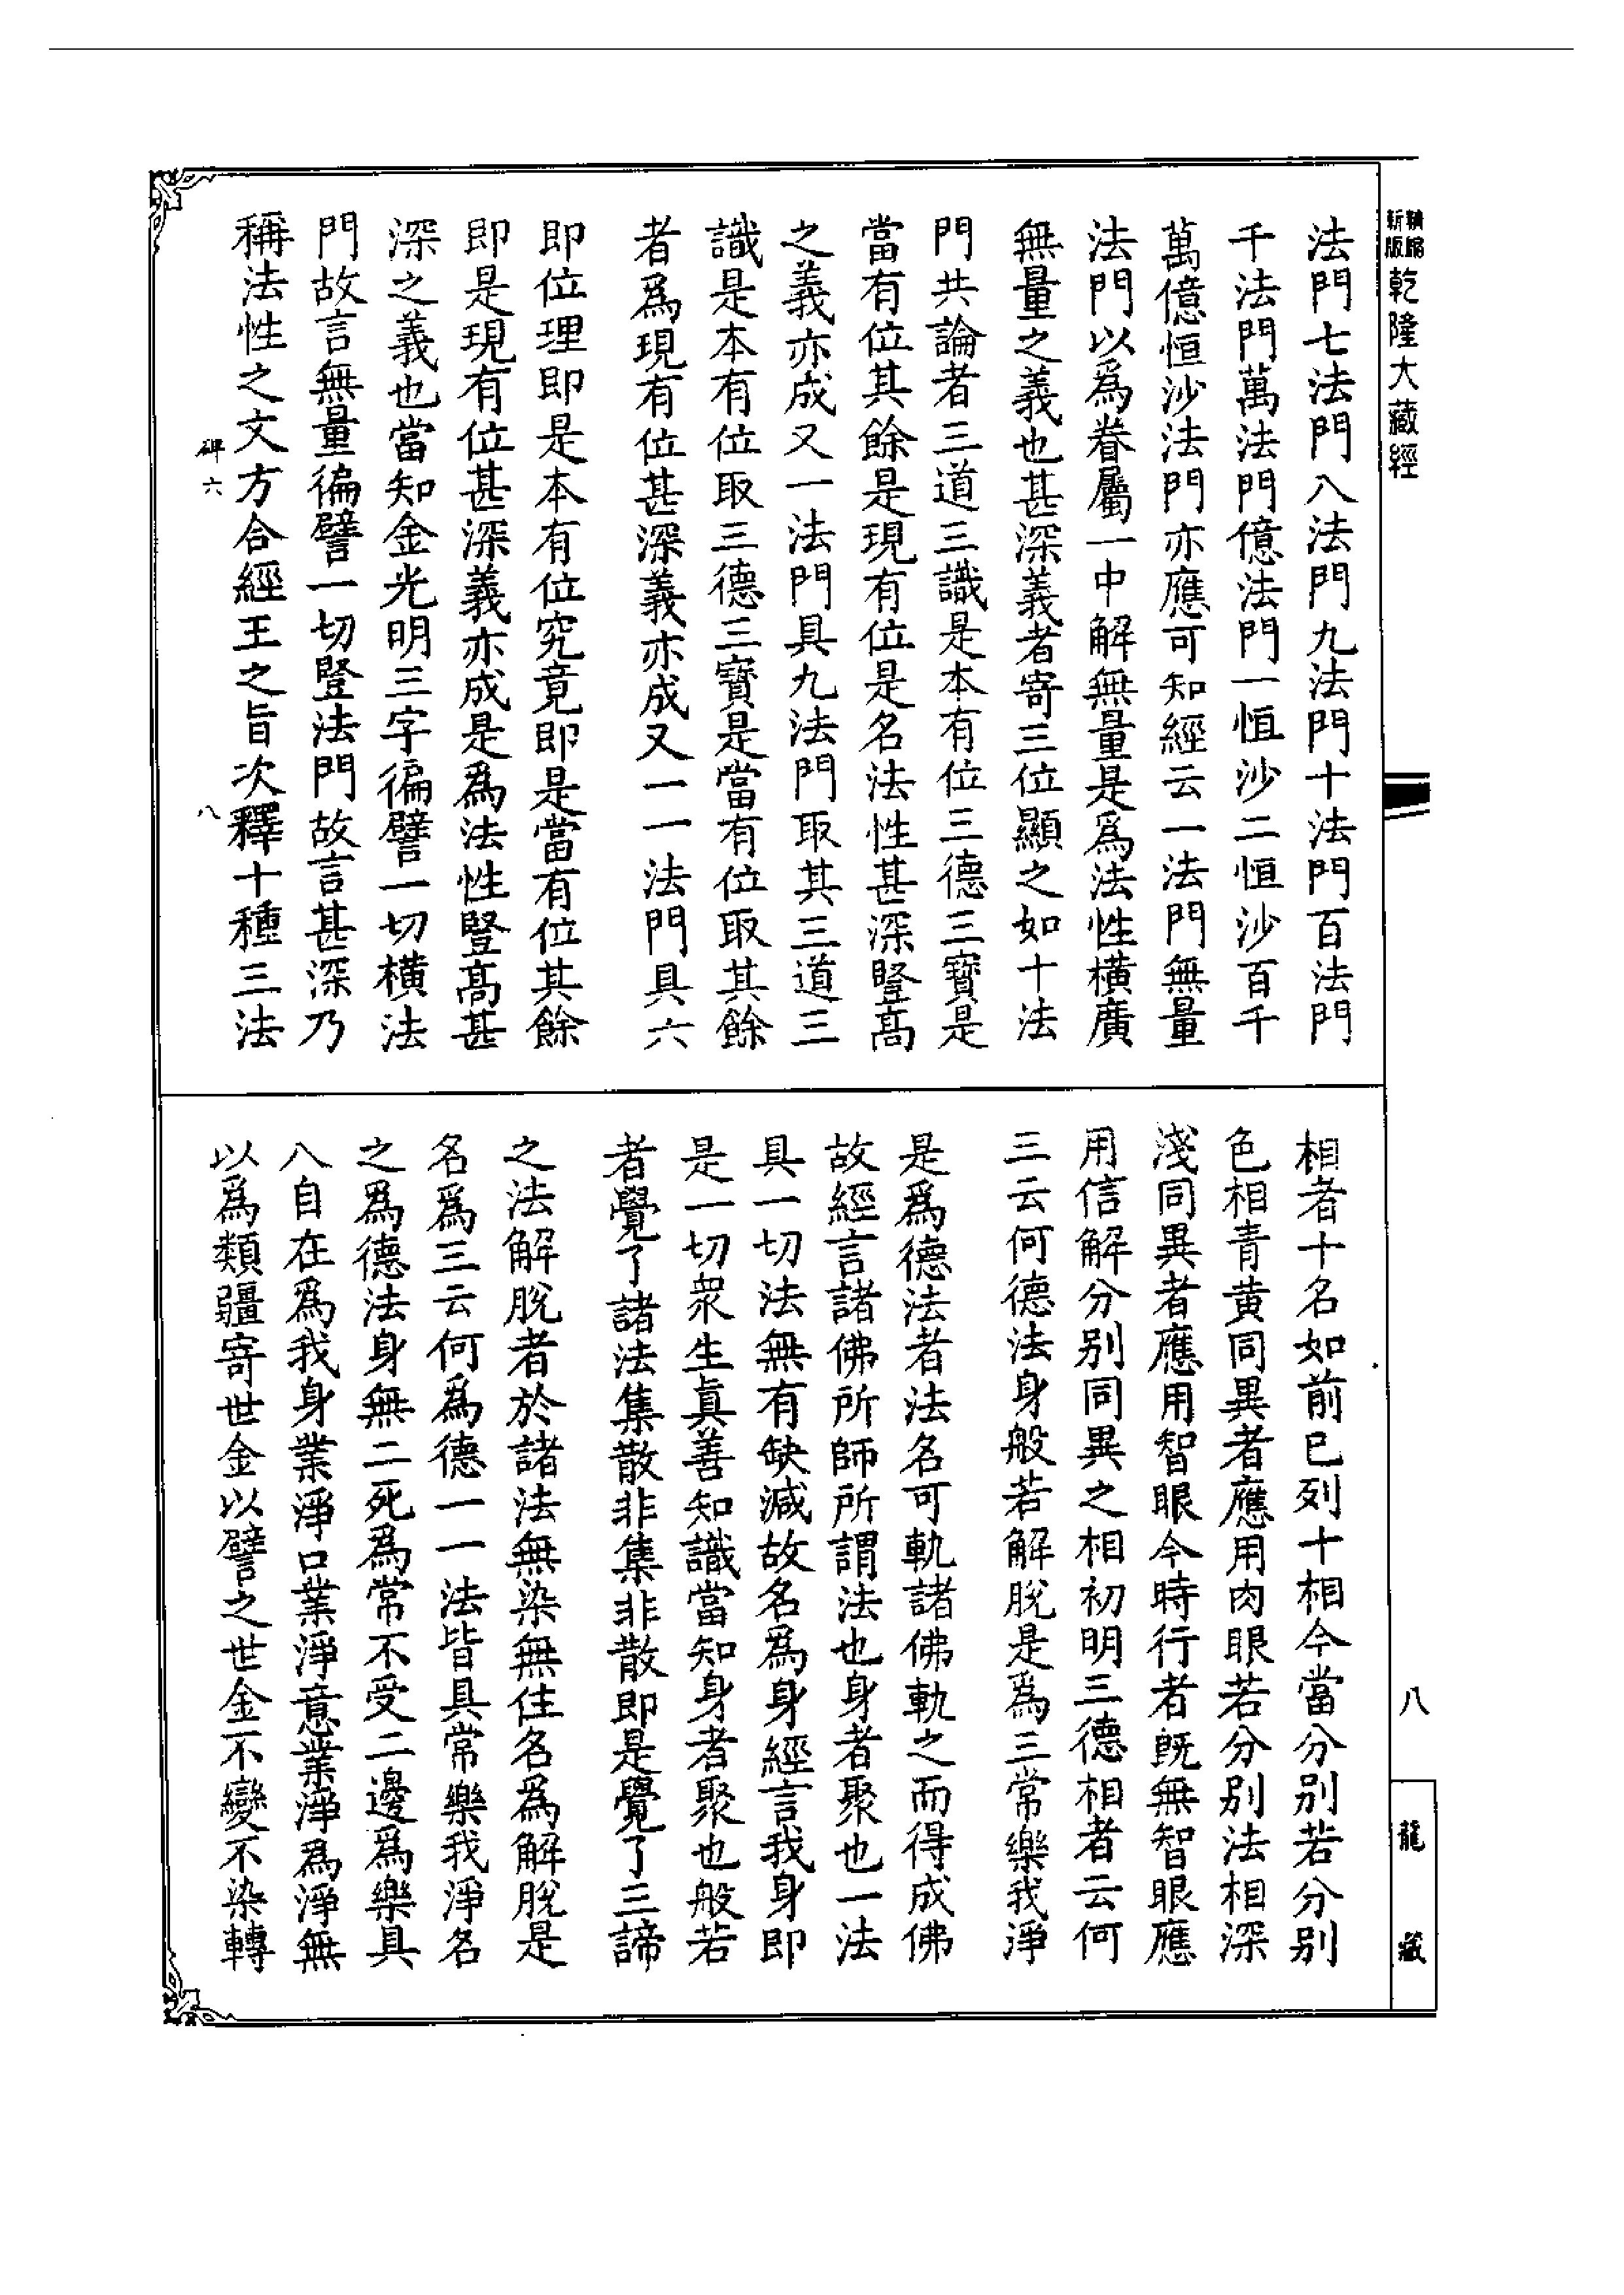 精縮新版乾隆大藏經
法門七法門八法門九法門十法門百法門
千法門萬法門億法門一恒沙二恒沙百千
萬億恒沙法門亦應可知經云一法門無量
法門以爲眷屬一中解無量是爲法性橫廣
無量之義也甚深義者寄三位顯之如十法
門共論者三道三識是本有位三德三寶是
當有位其餘是現有位是名法性甚深豎高
之義亦成又一法門具九法門取其三道三
識是本有位取三德三寶是當有位取其餘
者爲現有位甚深義亦成又一一法門具六
即位理即是本有位究竟即是當有位其餘
即是現有位甚深義亦成是爲法性豎高甚
深之義也當知金光明三字徧譬一切橫法
門故言無量徧譬一切豎法門故言甚深乃
稱法性之文方合經王之旨次釋十種三法
碑六
八
相者十名如前已列十相今當分別若分別
色相青黃同異者應用肉眼若分別法相深
淺同異者應用智眼今時行者既無智眼應
用信解分別同異之相初明三德相者云何
三云何德法身般若解脫是爲三常樂我淨
是爲德法者法名可軌諸佛軌之而得成佛
故經言諸佛所師所謂法也身者聚也一法
具一切法無有缺減故名爲身經言我身即
是一切眾生真善知識當知身者聚也般若
者覺了諸法集散非集非散即是覺了三諦
之法解脫者於諸法無染無住名爲解脫是
名爲三云何爲德一一法皆具常樂我淨名
之爲德法身無二死爲常不受二邊爲樂具
八自在爲我身業淨口業淨意業淨爲淨無
以爲類彊寄世金以譬之世金不變不染轉
八
龍藏